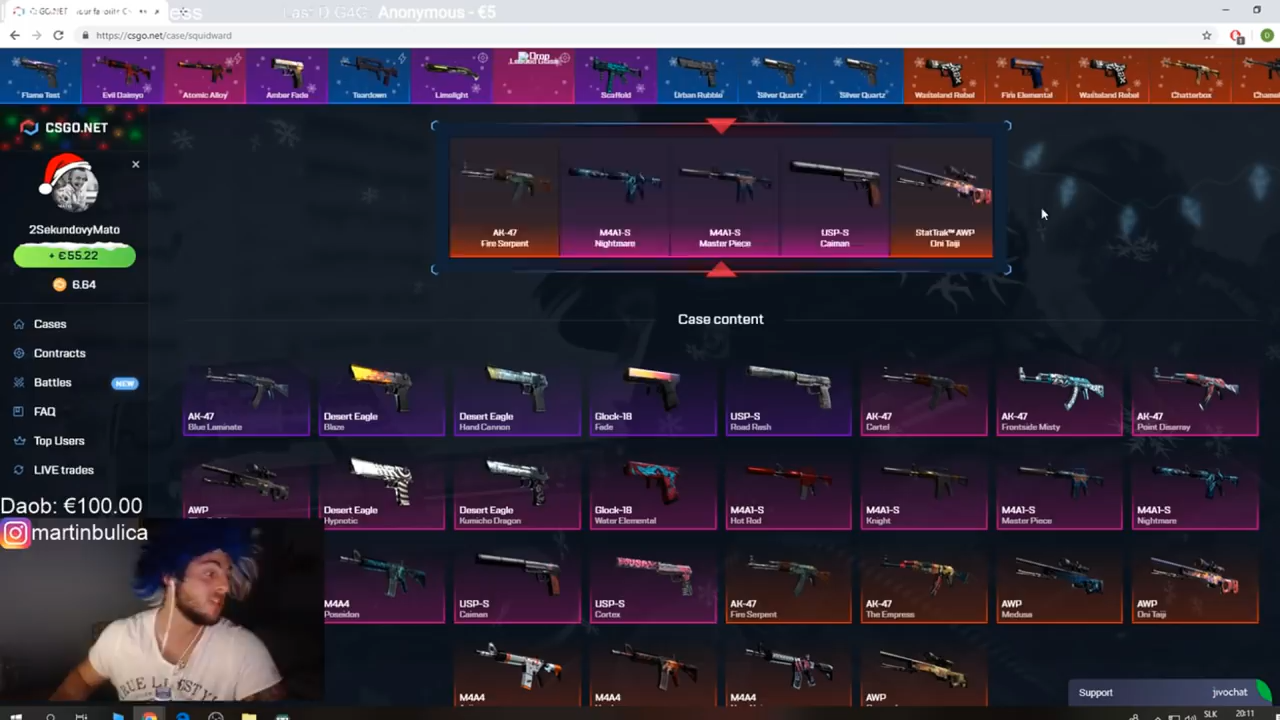 CSGO.NET
Last D
Anonymous - €5
https://csgo.net/case/squidward
Flame Test
Evil Daimyo
Atomic Alloy
Amber Fade
Teardown
Limelight
Drop
Scaffold
Urban Rubble
Silver Quartz
Silver Quartz
Wasteland Rebel
Fire Elemental
Wasteland Rebel
Chatterbox
CSGO.NET
2SekundovyMato
+ €55.22
6.64
Cases
Contracts
Battles NEW
FAQ
Top Users
LIVE trades
Daob: €100.00
martinbulica
AK-47
Fire Serpent
M4A1-S
Nightmare
M4A1-S
Master Piece
USP-S
Caiman
StatTrak™ AWP
Oni Taiji
Case content
AK-47
Blue Laminate
Desert Eagle
Blaze
Desert Eagle
Hand Cannon
Glock-18
Fade
USP-S
Road Rash
AK-47
Cartel
AK-47
Frontside Misty
AK-47
Point Disarray
AWP
Desert Eagle
Hypnotic
Desert Eagle
Kumicho Dragon
Glock-18
Water Elemental
M4A1-S
Hot Rod
M4A1-S
Knight
M4A1-S
Master Piece
M4A1-S
Nightmare
M4A4
Poseidon
USP-S
Caiman
USP-S
Cortex
AK-47
Fire Serpent
AK-47
The Empress
AWP
Medusa
AWP
Oni Taiji
M4A4
M4A4
M4A4
AWP
Support
jivochat
SLK
20:11